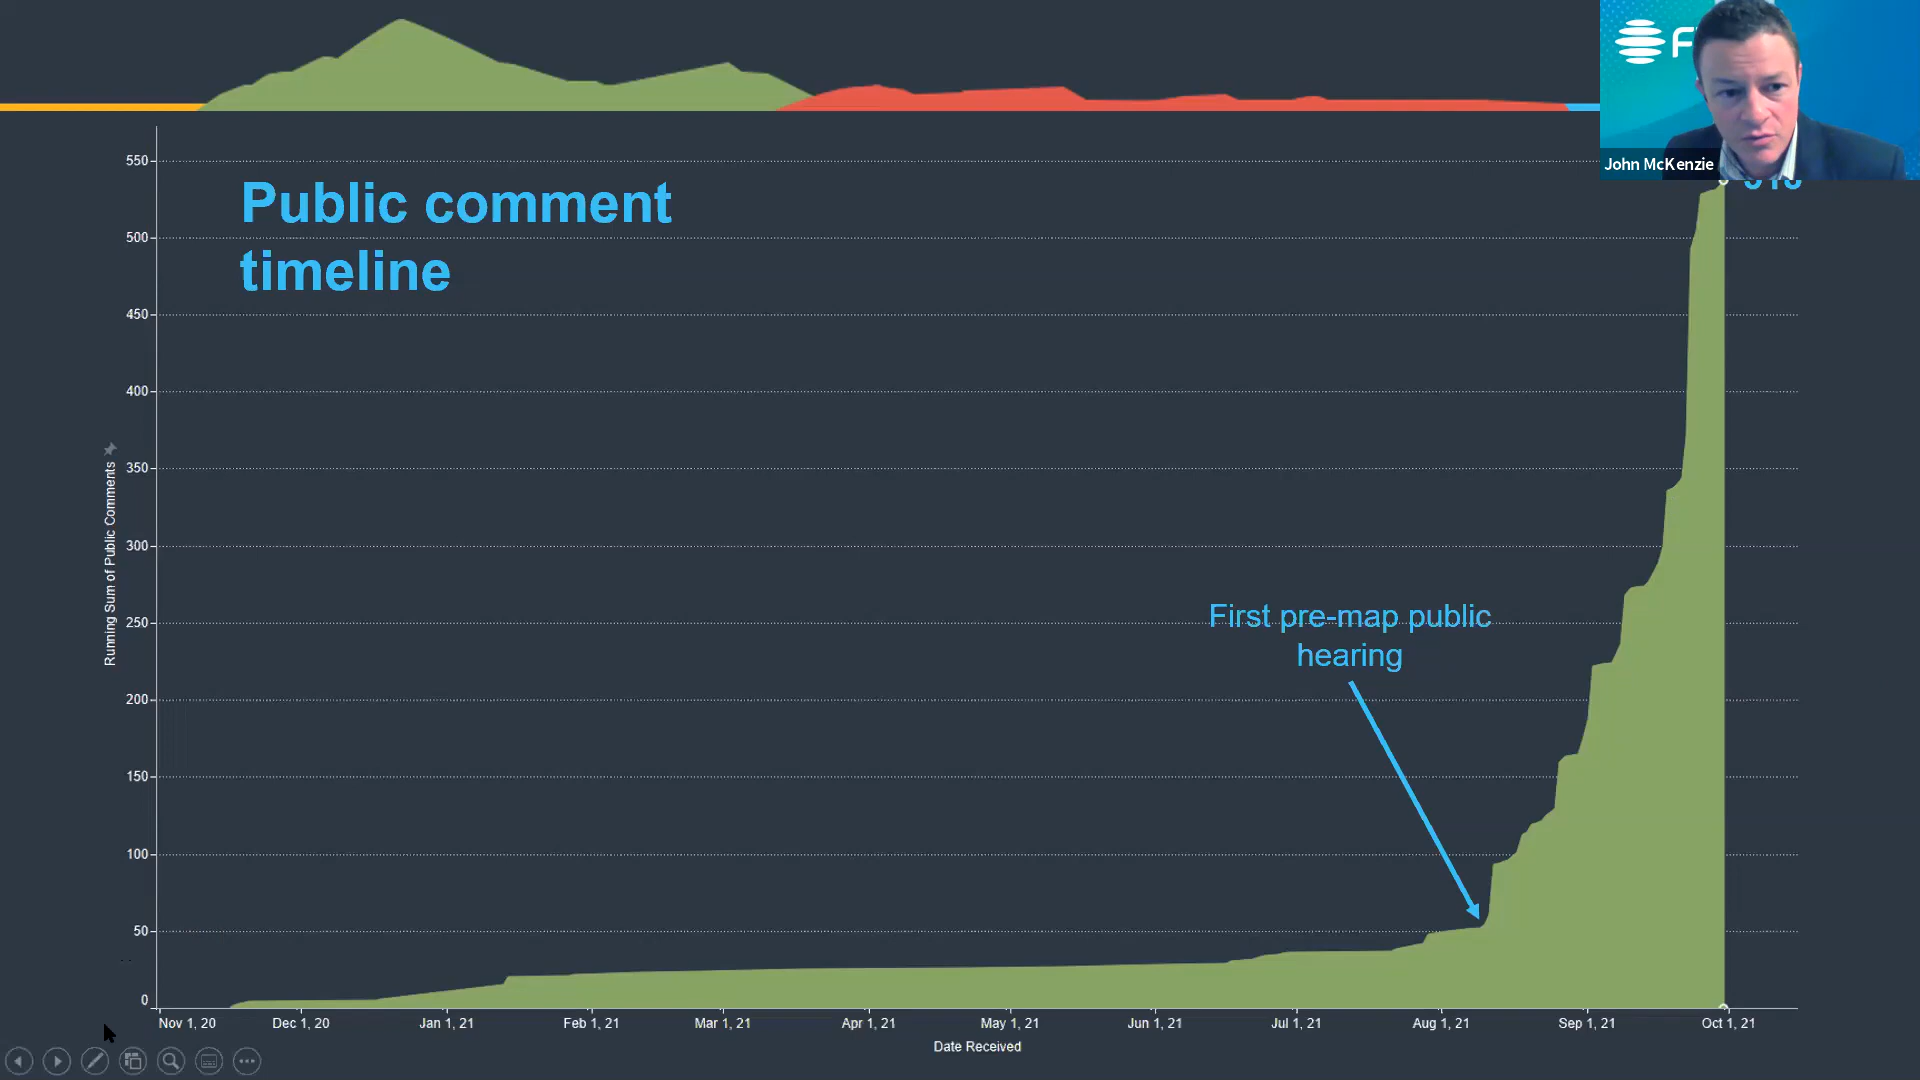 John McKenzie
Public comment
timeline
550
500
450
400
350
300
250
200
150
100
50
0
Running Sum of Public Comments
First pre-map public
hearing
Nov 1, 20
Dec 1, 20
Jan 1, 21
Feb 1, 21
Mar 1, 21
Apr 1, 21
May 1, 21
Jun 1, 21
Jul 1, 21
Aug 1, 21
Sep 1, 21
Oct 1, 21
Date Received